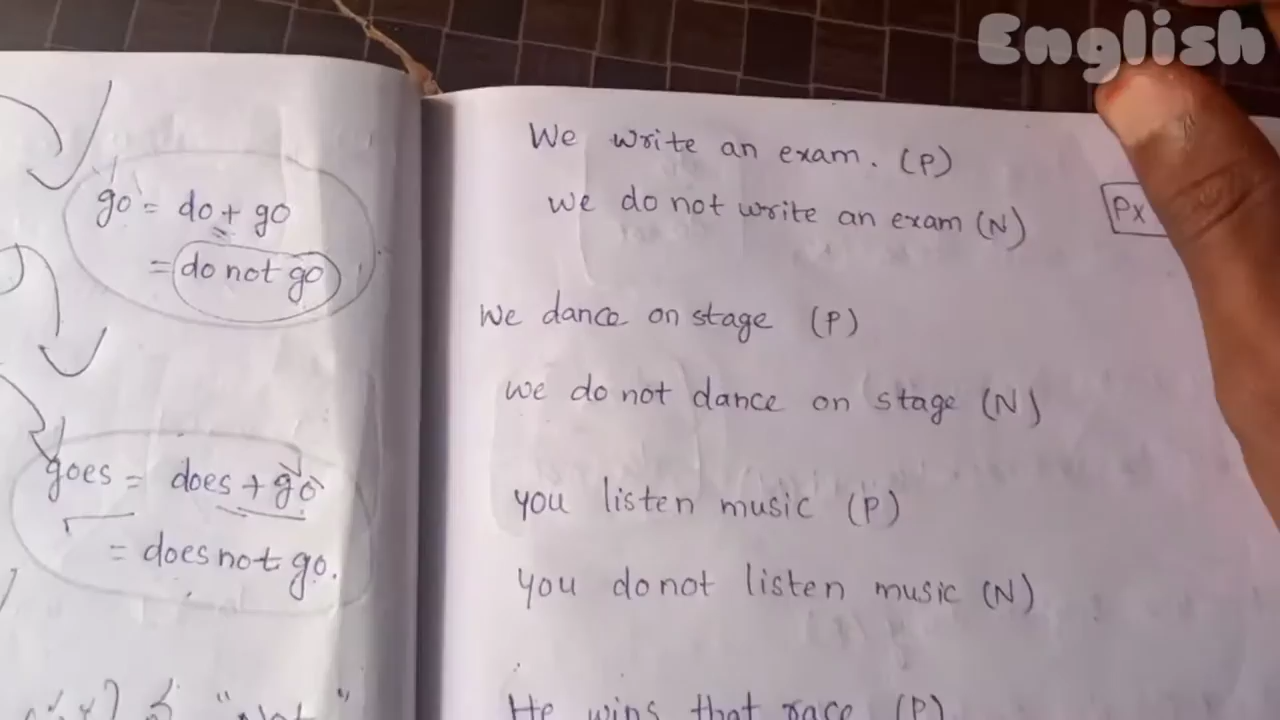 English
go = do + go
= do not go
goes = does + go
= does not go.
We write an exam. (P)
we do not write an exam (N)
Px
We dance on stage (P)
we do not dance on stage (N)
you listen music (P)
you do not listen music (N)
He wins that race (P)